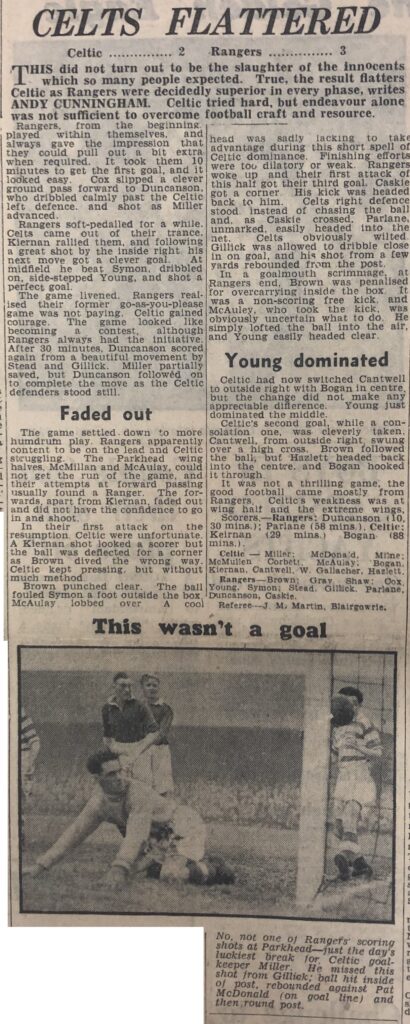 CELTS FLATTERED
Celtic ............... 2 Rangers ............... 3
THIS did not turn out to be the slaughter of the innocents
which so many people expected. True, the result flatters
Celtic as Rangers were decidedly superior in every phase, writes
ANDY CUNNINGHAM. Celtic tried hard, but endeavour alone
was not sufficient to overcome football craft and resource.
Rangers, from the beginning,
played within themselves, and
always gave the impression that
they could pull out a bit extra
when required. It took them 10
minutes to get the first goal, and it
looked easy. Cox slipped a clever
ground pass forward to Duncanson,
who dribbled calmly past the Celtic
left defence, and shot as Miller
advanced.
Rangers soft-pedalled for a while.
Celts came out of their trance.
Kiernan rallied them, and following
a great shot by the inside right, his
next move got a clever goal. At
midfield he beat Symon, dribbled
on, side-stepped Young, and shot a
perfect goal.
The game livened. Rangers real-
ised their former go-as-you-please
game was not paying. Celtic gained
courage. The game looked like
becoming a contest, although
Rangers always had the initiative.
After 30 minutes, Duncanson scored
again from a beautiful movement by
Stead and Gillick. Miller partially
saved, but Duncanson followed on
to complete the move as the Celtic
defenders stood still.
Faded out
The game settled down to more
humdrum play. Rangers apparently
content to be on the lead and Celtic
struggling. The Parkhead wing
halves, McMillan and McAulay, could
not get the run of the game, and
their attempts at forward passing
usually found a Ranger. The for-
wards, apart from Kiernan, faded out
and did not have the confidence to go
in and shoot.
In their first attack on the
resumption, Celtic were unfortunate.
A Kiernan shot looked a scorer but
the ball was deflected for a corner
as Brown dived the wrong way.
Celtic kept pressing, but without
much method.
Brown punched clear. The ball
fouled Symon a foot outside the box
McAulay lobbed over A cool
head was sadly lacking to take
advantage during this short spell of
Celtic dominance. Finishing efforts
were too dilatory or weak. Rangers
woke up and their first attack of
this half got their third goal. Caskie
got a corner. His kick was headed
back to him. Celts right defence
stood instead of chasing the ball
and, as Caskie crossed, Parlane,
unmarked, easily headed into the
net. Celts obviously wilted.
Gillick was allowed to dribble close
in on goal, and his shot from a few
yards rebounded from the post.
In a goalmouth scrimmage, at
Rangers end, Brown was penalised
for overcarrying inside the box. It
was a non-scoring free kick, and
McAuley, who took the kick, was
obviously uncertain what to do. He
simply lofted the ball into the air,
and Young easily headed clear.
Young dominated
Celtic had now switched Cantwell
to outside right with Bogan in centre,
but the change did not make any
appreciable difference. Young just
dominated the middle.
Celtic's second goal, while a con-
solation one, was cleverly taken.
Cantwell, from outside right, swung
over a high cross. Brown followed
the ball, but Hazlett headed back
into the centre, and Bogan hooked
it through
It was not a thrilling game, the
good football came mostly from
Rangers. Celtic's weakness was at
wing half and the extreme wings.
Scorers.—Rangers: Duncanson (10,
30 mins.); Parlane (58 mins.). Celtic:
Keirnan (29 mins.) Bogan (88
mins.).
Celtic — Miller; McDonald, Milne;
McMullen Corbett, McAulay; Bogan,
Kiernan, Cantwell, W. Gallacher, Hazlett.
Rangers—Brown; Gray Shaw; Cox,
Young, Symon; Stead, Gillick, Parlane,
Duncanson, Caskie.
Referee—J. M. Martin, Blairgowrie.
This wasn't a goal
No, not one of Rangers' scoring
shots at Parkhead—just the day's
luckiest break for Celtic goal-
keeper Miller. He missed this
shot from Gillick, ball hit inside
of post, rebounded against Pat
McDonald (on goal line) and
then round post.